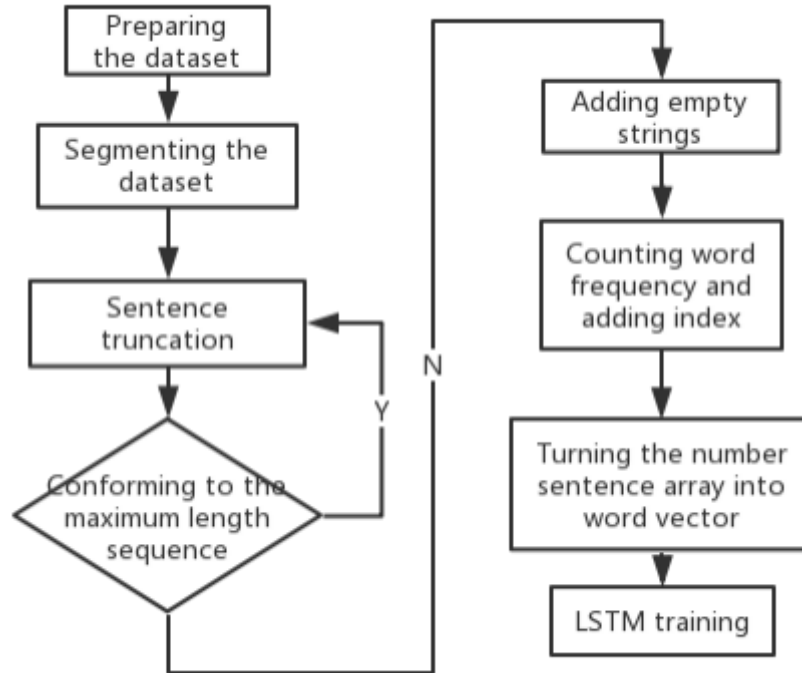 Preparing
the dataset
Segmenting the
dataset
Sentence
truncation
Y
Conforming to the
maximum length
sequence
N
Adding empty
strings
Counting word
frequency and
adding index
Turning the number
sentence array into
word vector
LSTM training